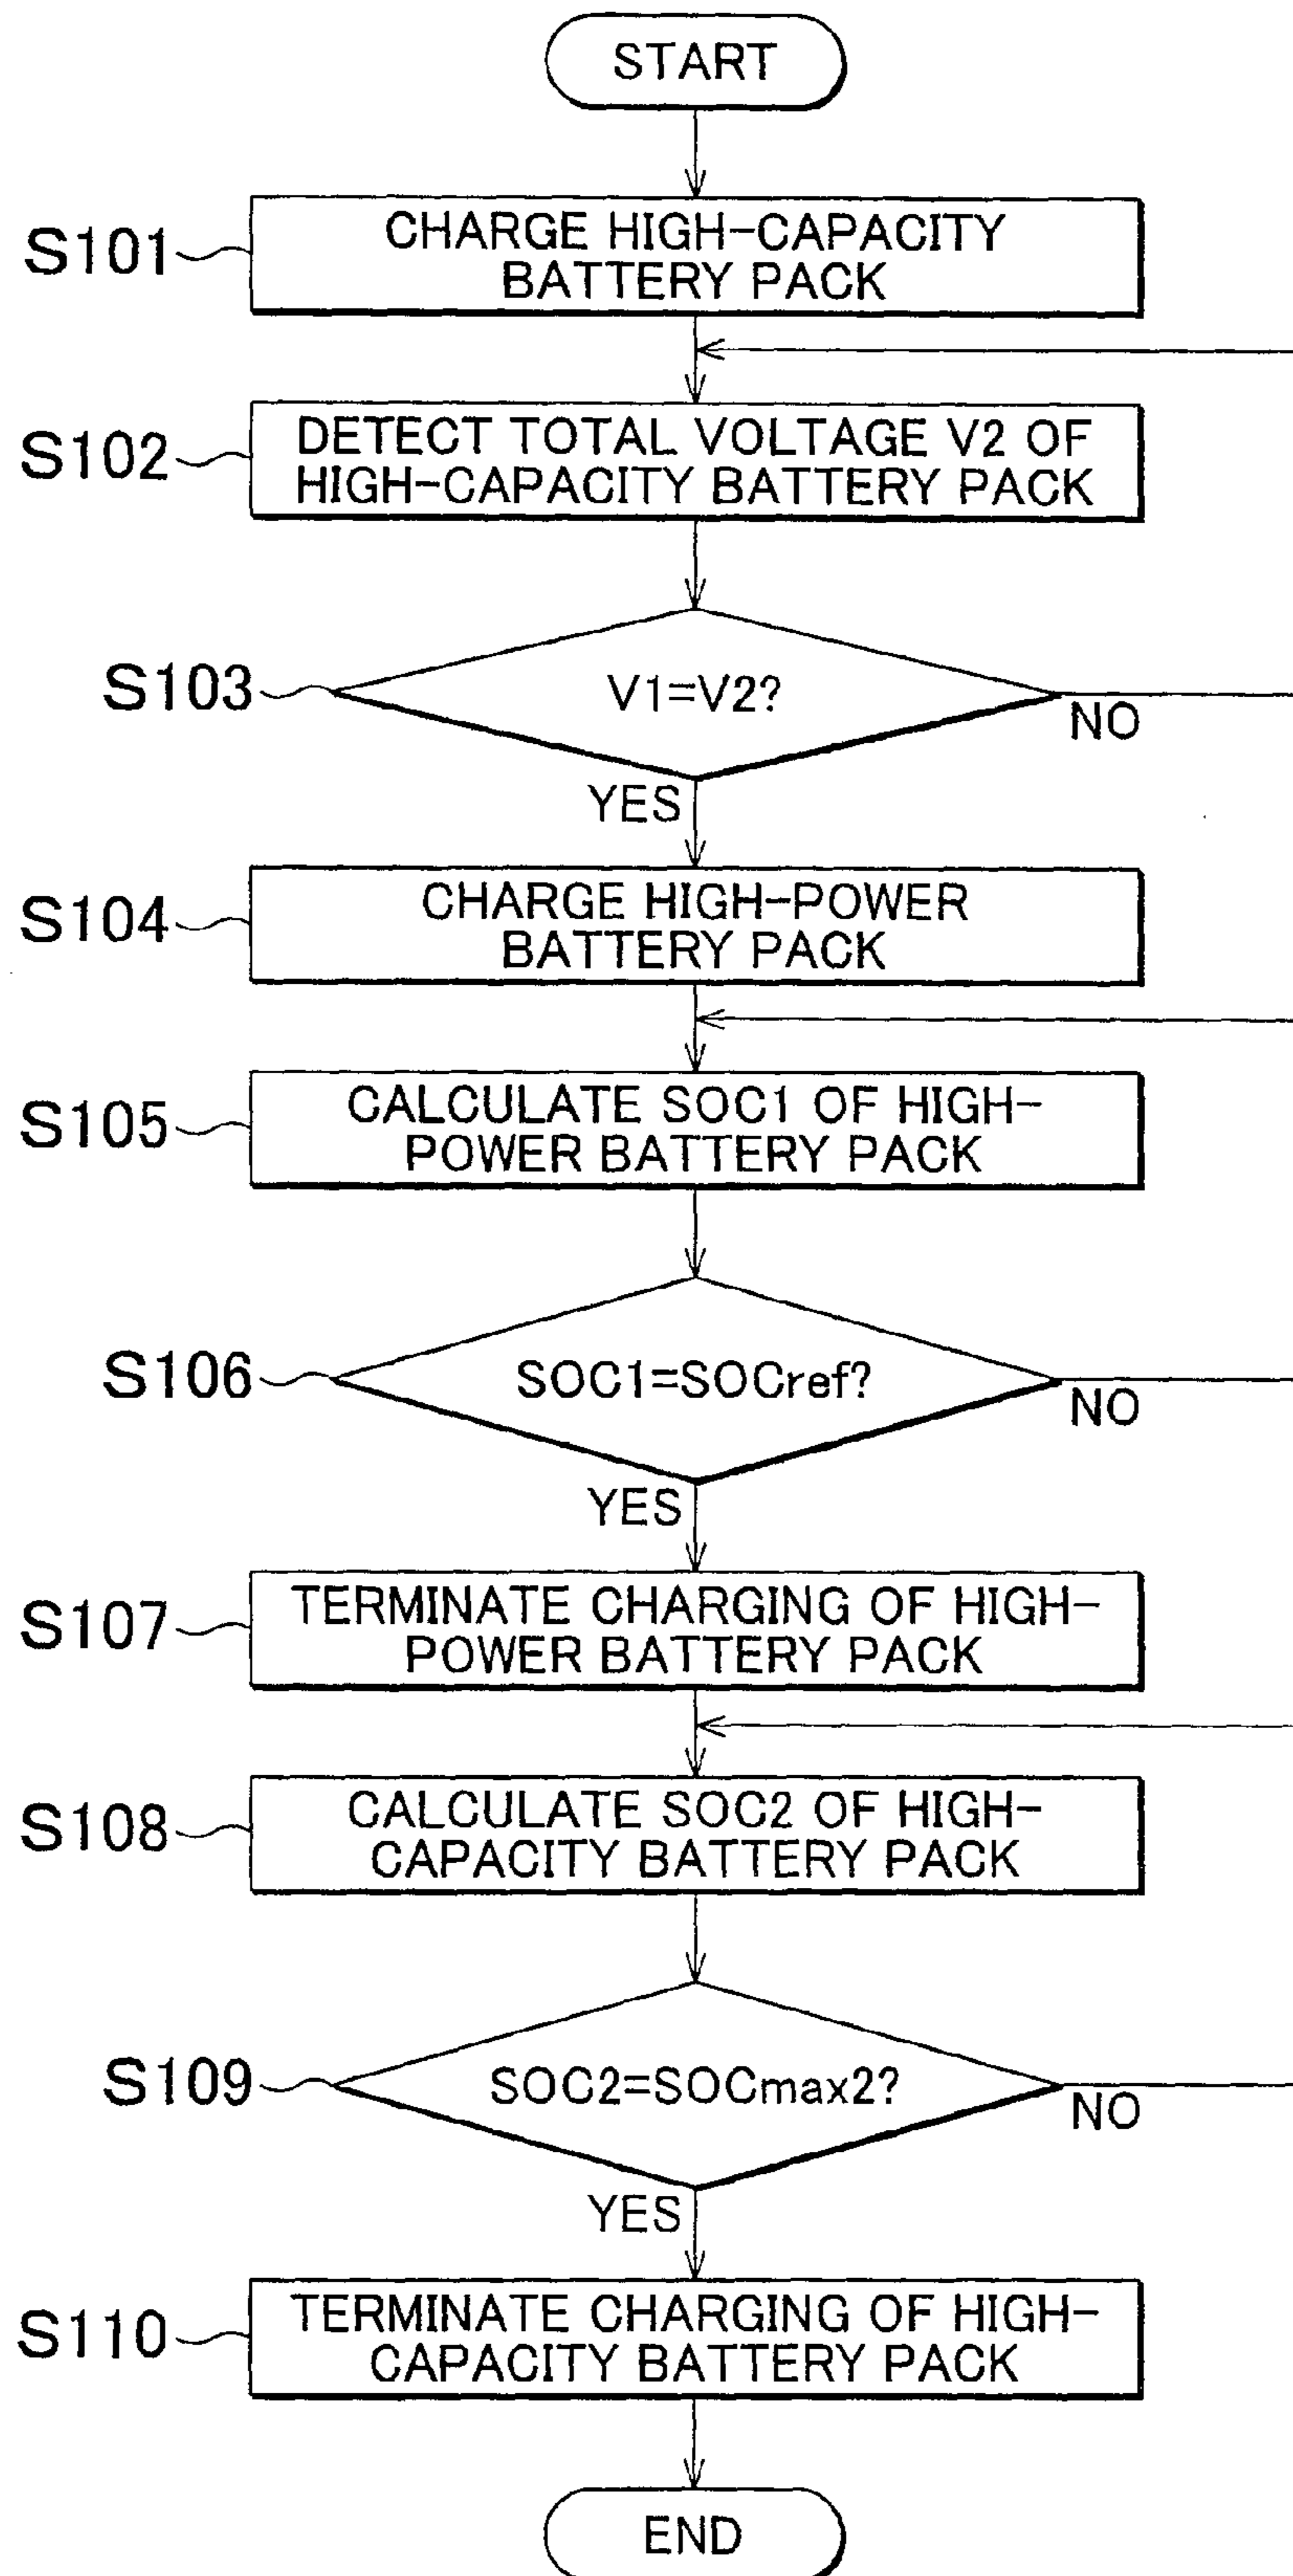 START
S101
CHARGE HIGH-CAPACITY
BATTERY PACK
S102
DETECT TOTAL VOLTAGE V2 OF
HIGH-CAPACITY BATTERY PACK
S103
V1=V2?
NO
YES
S104
CHARGE HIGH-POWER
BATTERY PACK
S105
CALCULATE SOC1 OF HIGH-
POWER BATTERY PACK
S106
SOC1=SOCref?
NO
YES
S107
TERMINATE CHARGING OF HIGH-
POWER BATTERY PACK
S108
CALCULATE SOC2 OF HIGH-
CAPACITY BATTERY PACK
S109
SOC2=SOCmax2?
NO
YES
S110
TERMINATE CHARGING OF HIGH-
CAPACITY BATTERY PACK
END